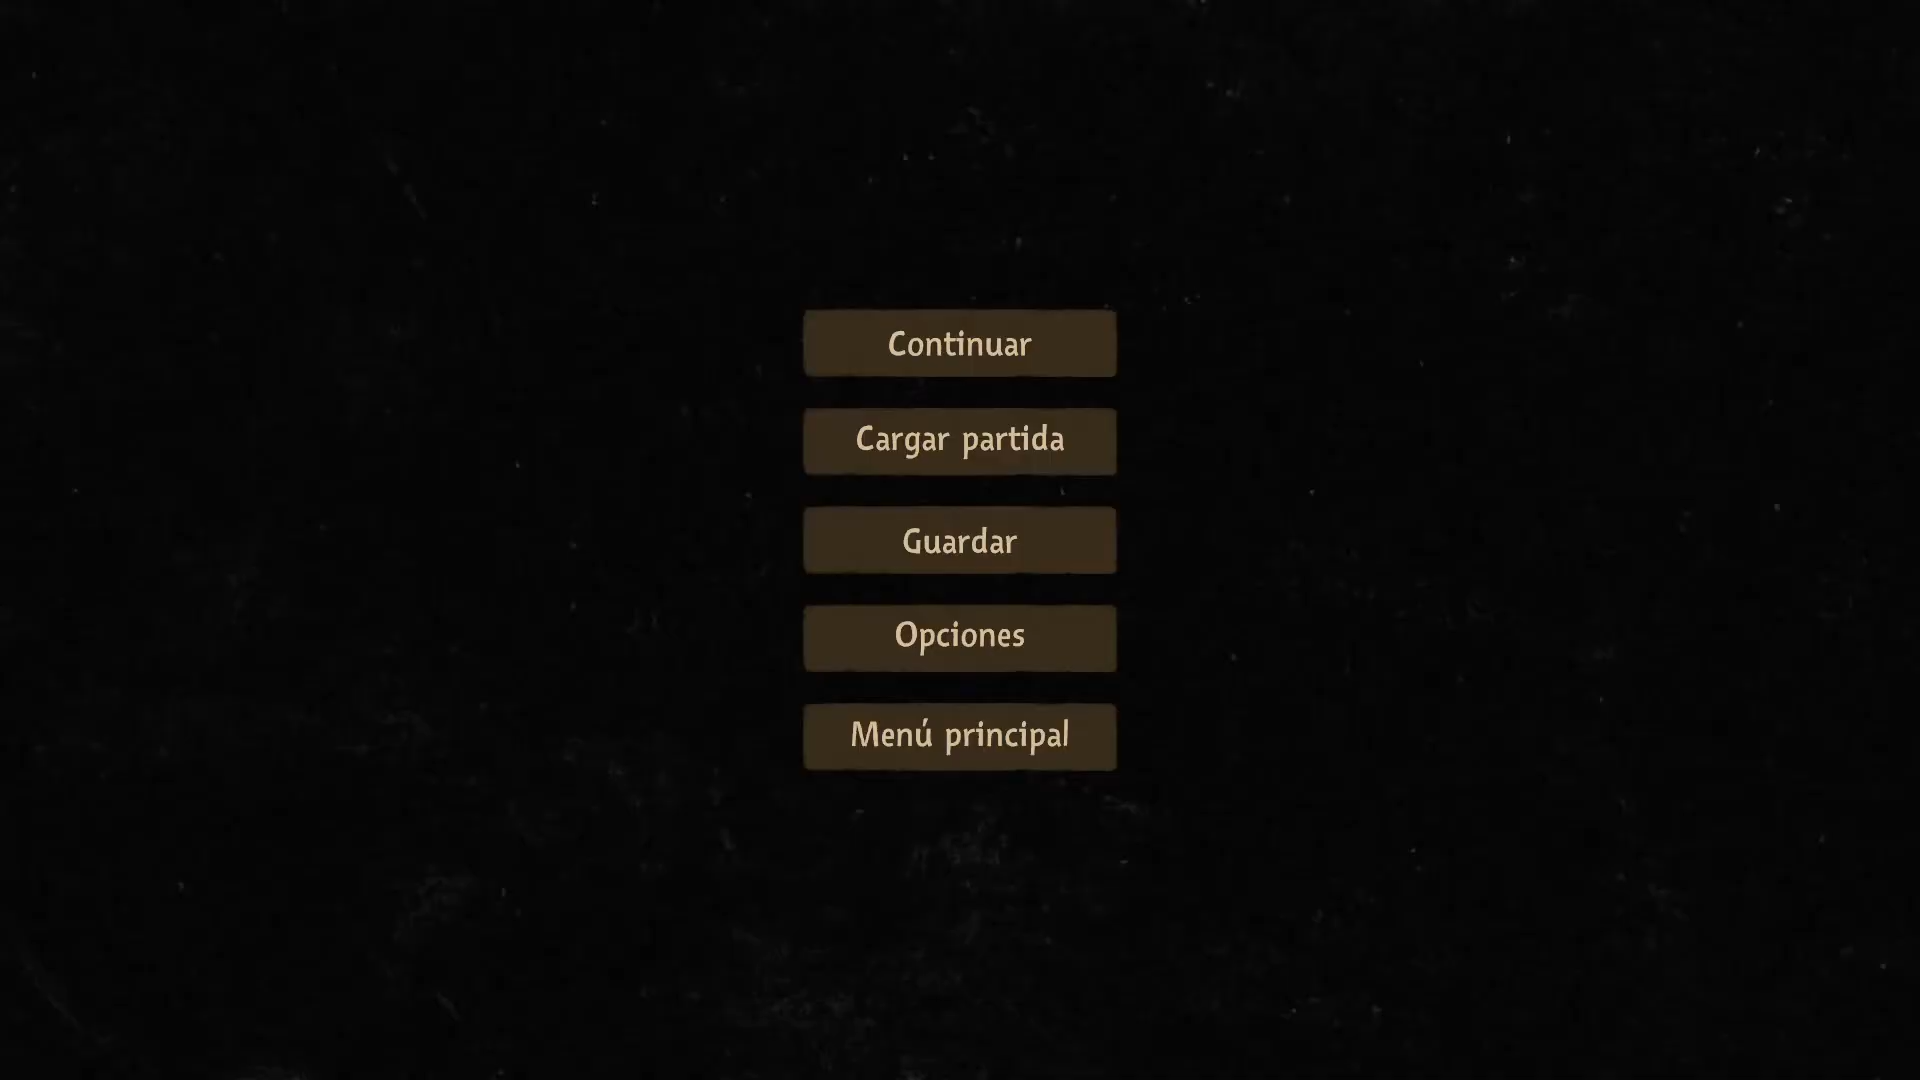 Continuar
Cargar partida
Guardar
Opciones
Menú principal